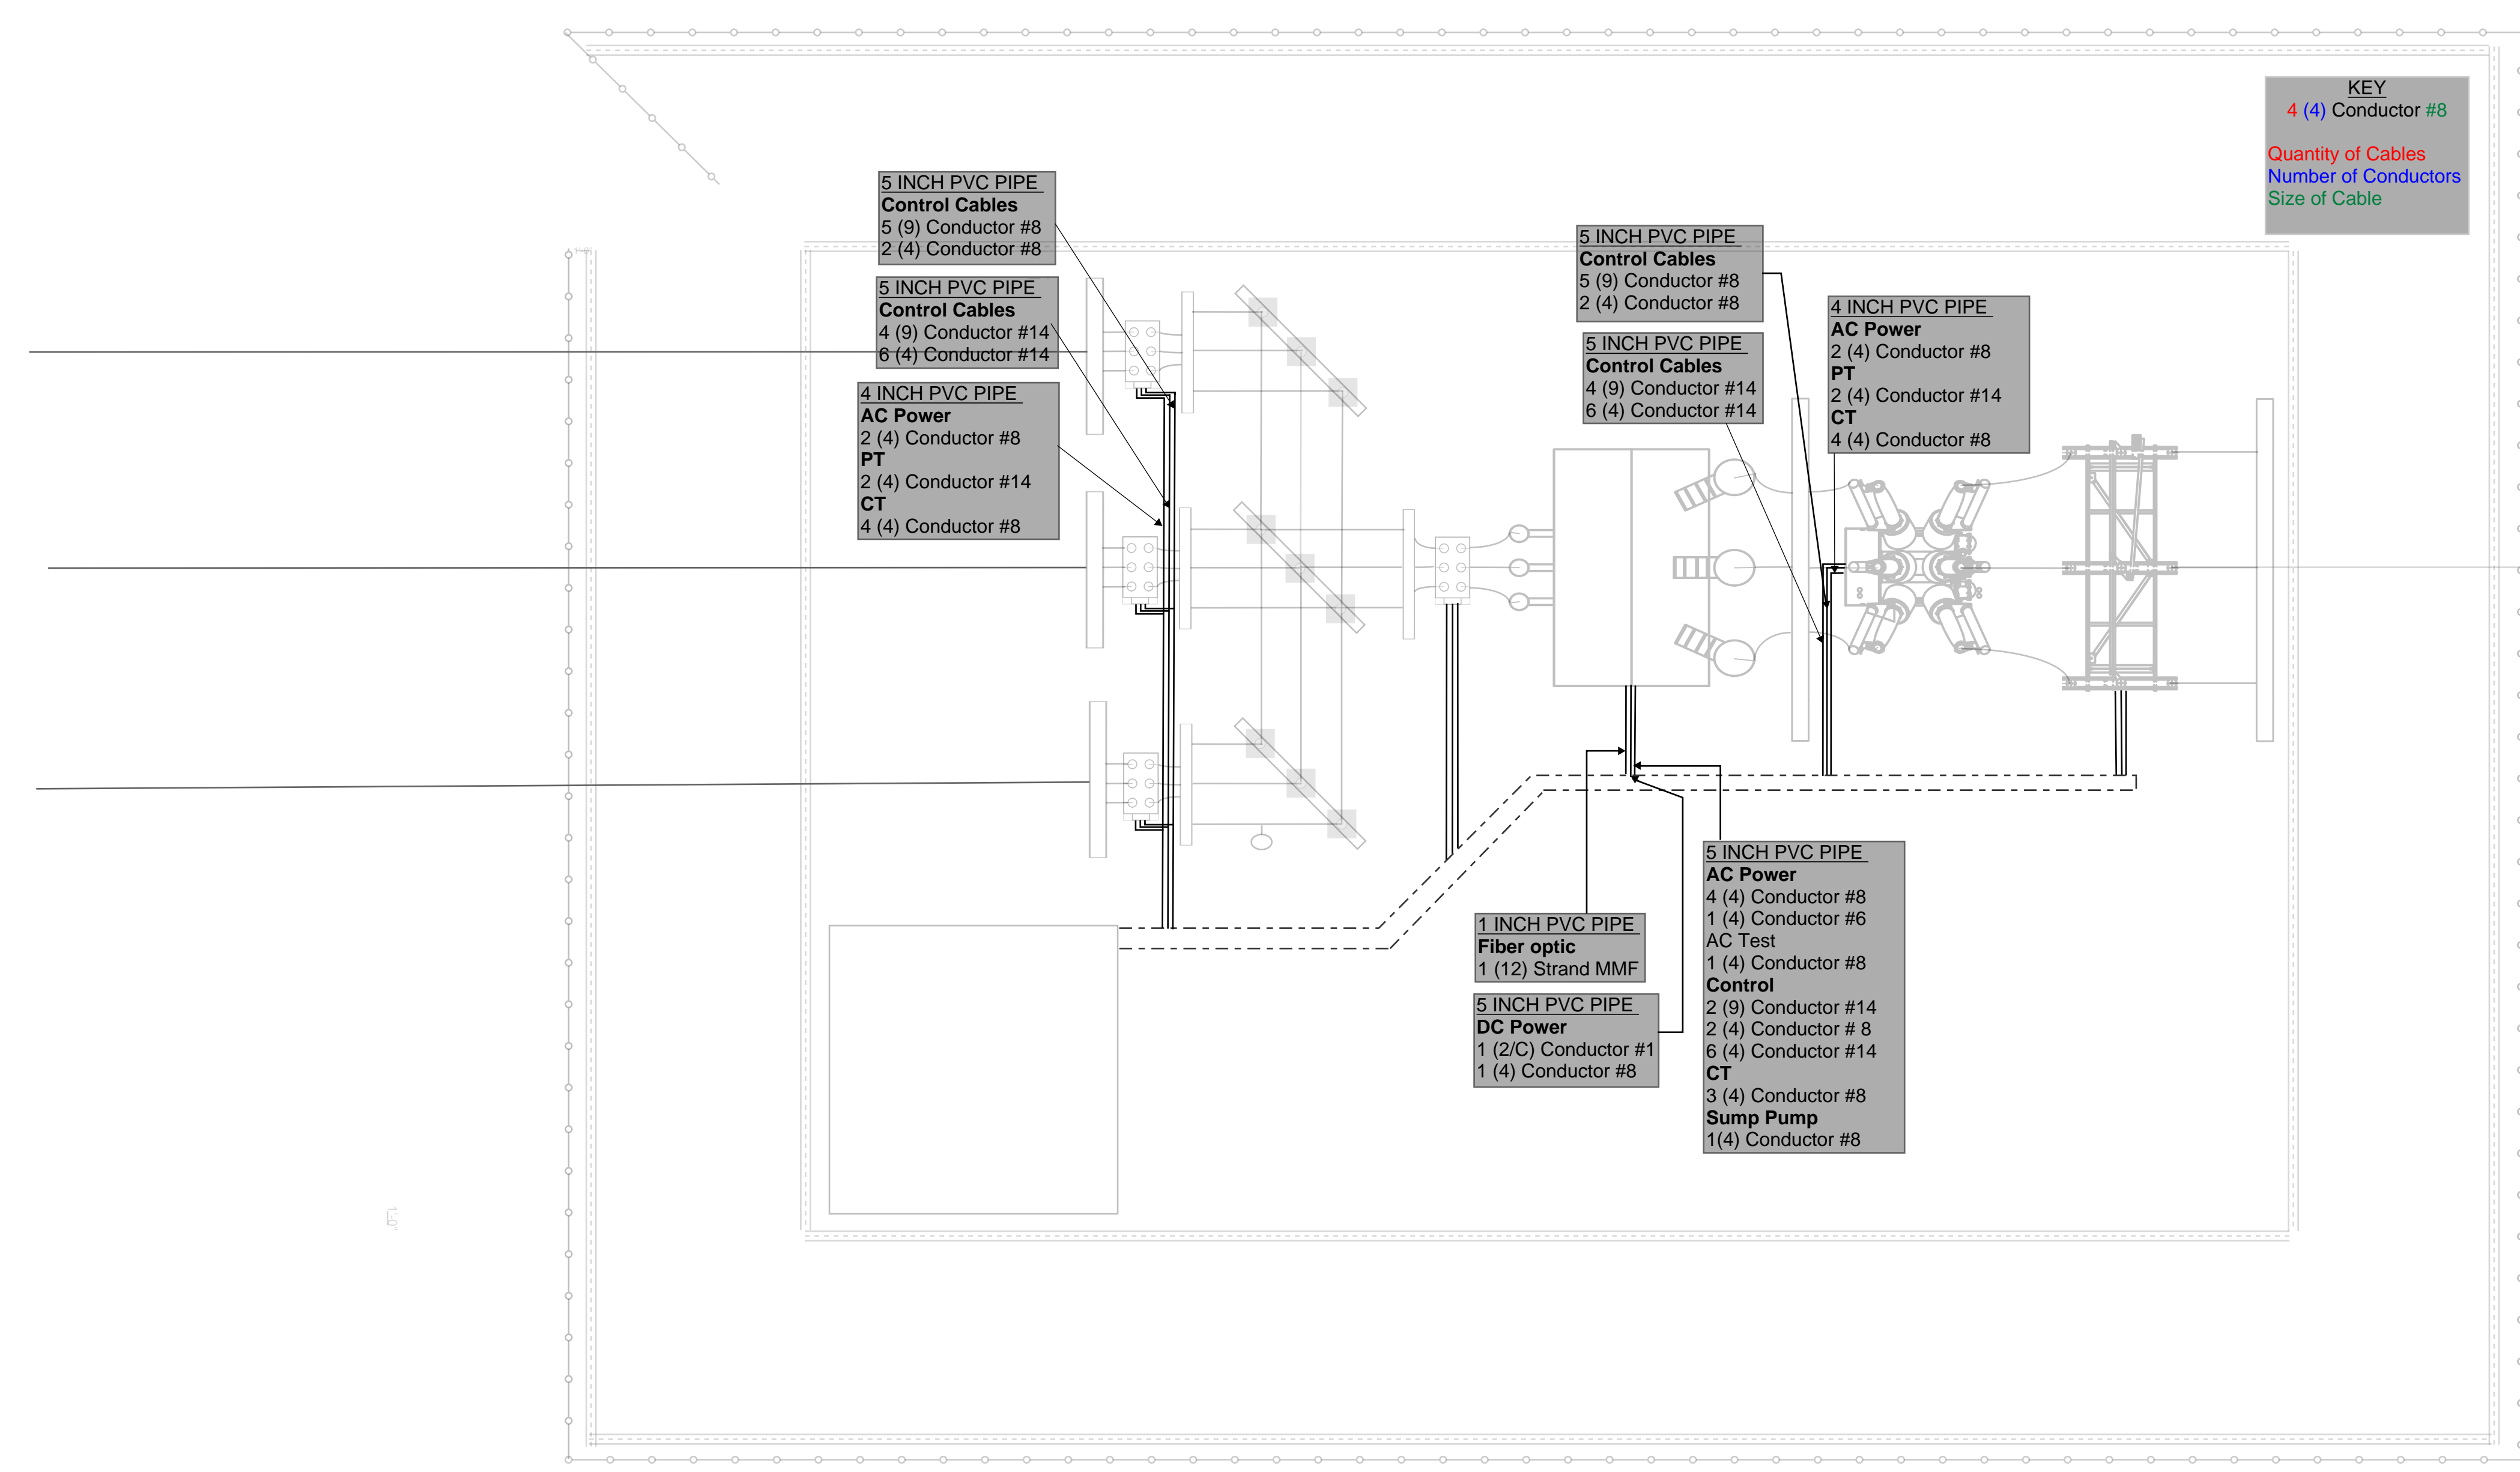 KEY
4 (4) Conductor #8
Quantity of Cables
Number of Conductors
Size of Cable
5 INCH PVC PIPE
Control Cables
5 (9) Conductor #8
2 (4) Conductor #8
5 INCH PVC PIPE
Control Cables
4 (9) Conductor #14
6 (4) Conductor #14
4 INCH PVC PIPE
AC Power
2 (4) Conductor #8
PT
2 (4) Conductor #14
CT
4 (4) Conductor #8
5 INCH PVC PIPE
Control Cables
5 (9) Conductor #8
2 (4) Conductor #8
5 INCH PVC PIPE
Control Cables
4 (9) Conductor #14
6 (4) Conductor #14
4 INCH PVC PIPE
AC Power
2 (4) Conductor #8
PT
2 (4) Conductor #14
CT
4 (4) Conductor #8
1 INCH PVC PIPE
Fiber optic
1 (12) Strand MMF
5 INCH PVC PIPE
DC Power
1 (2/C) Conductor #1
1 (4) Conductor #8
5 INCH PVC PIPE
AC Power
4 (4) Conductor #8
1 (4) Conductor #6
AC Test
1 (4) Conductor #8
Control
2 (9) Conductor #14
2 (4) Conductor # 8
6 (4) Conductor #14
CT
3 (4) Conductor #8
Sump Pump
1(4) Conductor #8